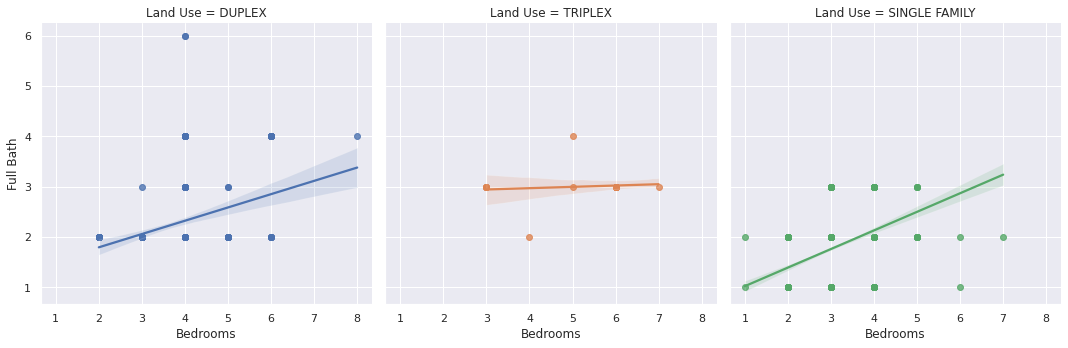 Land Use = DUPLEX
Land Use = TRIPLEX
Land Use = SINGLE FAMILY
6
5
4
3
2
1
Full Bath
1 2 3 4 5 6 7 8
1 2 3 4 5 6 7 8
1 2 3 4 5 6 7 8
Bedrooms
Bedrooms
Bedrooms